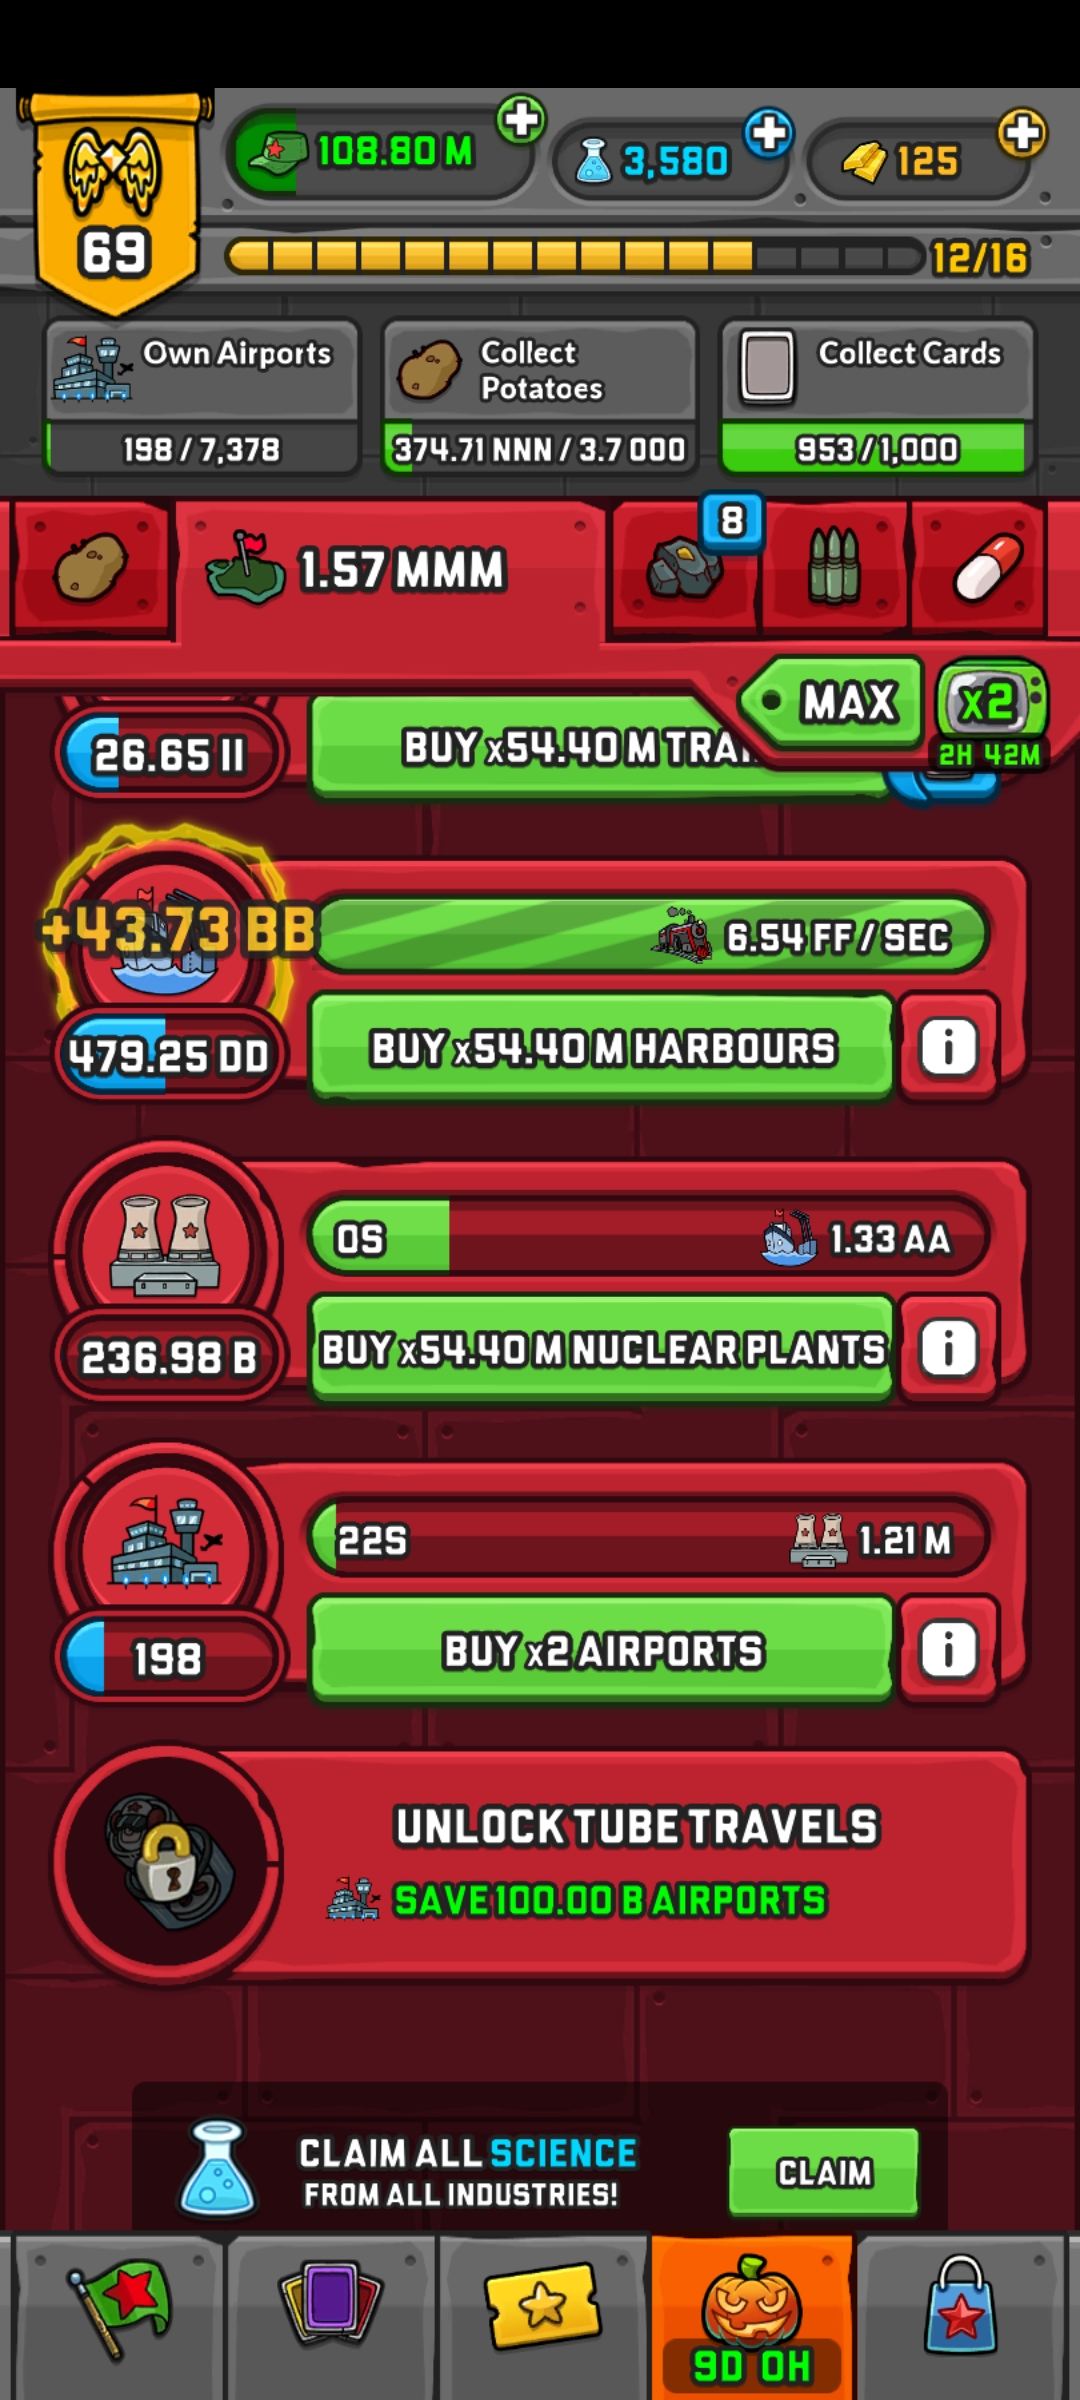 108.80 M
3,580
125
69
12/16
Own Airports
Collect
Potatoes
Collect Cards
198 / 7,378
374.71 NNN / 3.7 OOO
953 / 1,000
8
1.57 MMM
MAX
x2
2H 42M
26.65 II
BUY x54.40 M
+43.73 BB
6.54 FF / SEC
479.25 DD
BUY x54.40 M HARBOURS
i
0S
1.33 AA
236.98 B
BUY x54.40 M NUCLEAR PLANTS
i
22S
1.21 M
198
BUY x2 AIRPORTS
i
UNLOCK TUBE TRAVELS
SAVE 100.00 B AIRPORTS
CLAIM ALL SCIENCE
FROM ALL INDUSTRIES!
CLAIM
9D 0H